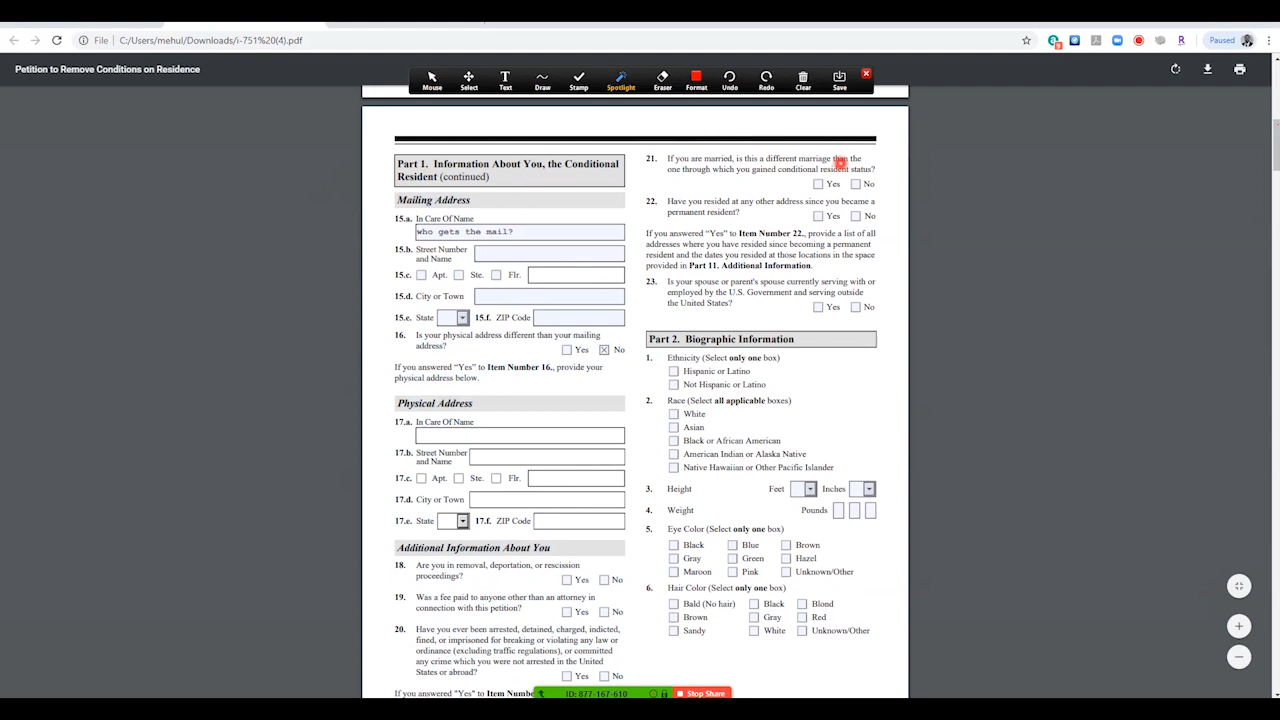 File C:/Users/mehul/Downloads/i-751%20(4).pdf
Paused
Petition to Remove Conditions on Residence
Mouse Select Text Draw Stamp Spotlight Eraser Format Undo Redo Clear Save
Part 1. Information About You, the Conditional
Resident (continued)
Mailing Address
15.a. In Care Of Name
who gets the mail?
15.b. Street Number
and Name
15.c. Apt. Ste. Flr.
15.d. City or Town
15.e. State 15.f. ZIP Code
16. Is your physical address different than your mailing
address?
Yes No
If you answered “Yes” to Item Number 16., provide your
physical address below.
Physical Address
17.a. In Care Of Name
17.b. Street Number
and Name
17.c. Apt. Ste. Flr.
17.d. City or Town
17.e. State 17.f. ZIP Code
Additional Information About You
18. Are you in removal, deportation, or rescission
proceedings?
Yes No
19. Was a fee paid to anyone other than an attorney in
connection with this petition?
Yes No
20. Have you ever been arrested, detained, charged, indicted,
fined, or imprisoned for breaking or violating any law or
ordinance (excluding traffic regulations), or committed
any crime which you were not arrested in the United
States or abroad?
Yes No
If you answered "Yes" to Item
21. If you are married, is this a different marriage than the
one through which you gained conditional resident status?
Yes No
22. Have you resided at any other address since you became a
permanent resident?
Yes No
If you answered “Yes” to Item Number 22., provide a list of all
addresses where you have resided since becoming a permanent
resident and the dates you resided at those locations in the space
provided in Part 11. Additional Information.
23. Is your spouse or parent's spouse currently serving with or
employed by the U.S. Government and serving outside
the United States?
Yes No
Part 2. Biographic Information
1. Ethnicity (Select only one box)
Hispanic or Latino
Not Hispanic or Latino
2. Race (Select all applicable boxes)
White
Asian
Black or African American
American Indian or Alaska Native
Native Hawaiian or Other Pacific Islander
3. Height Feet Inches
4. Weight Pounds
5. Eye Color (Select only one box)
Black Blue Brown
Gray Green Hazel
Maroon Pink Unknown/Other
6. Hair Color (Select only one box)
Bald (No hair) Black Blond
Brown Gray Red
Sandy White Unknown/Other
ID: 877-167-610 Stop Share